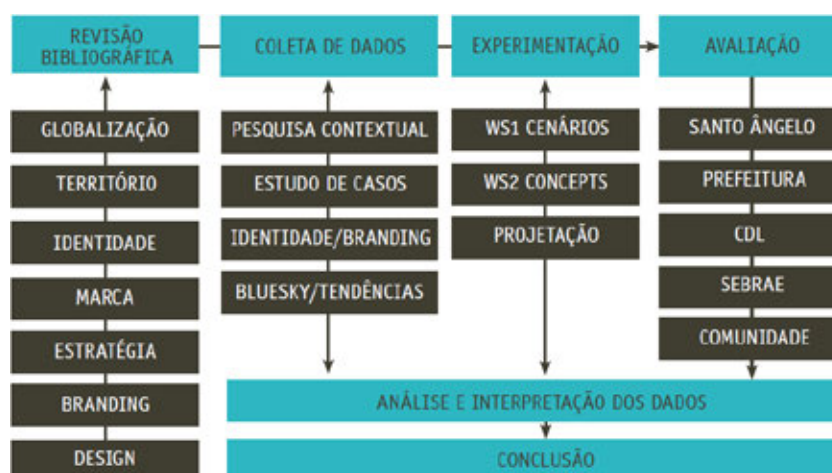 REVISÃO
BIBLIOGRÁFICA
GLOBALIZAÇÃO
TERRITÓRIO
IDENTIDADE
MARCA
ESTRATÉGIA
BRANDING
DESIGN
COLETA DE DADOS
PESQUISA CONTEXTUAL
ESTUDO DE CASOS
IDENTIDADE/BRANDING
BLUESKY/TENDÊNCIAS
EXPERIMENTAÇÃO
WS1 CENÁRIOS
WS2 CONCEPTS
PROJETAÇÃO
AVALIAÇÃO
SANTO ÂNGELO
PREFEITURA
CDL
SEBRAE
COMUNIDADE
ANÁLISE E INTERPRETAÇÃO DOS DADOS
CONCLUSÃO